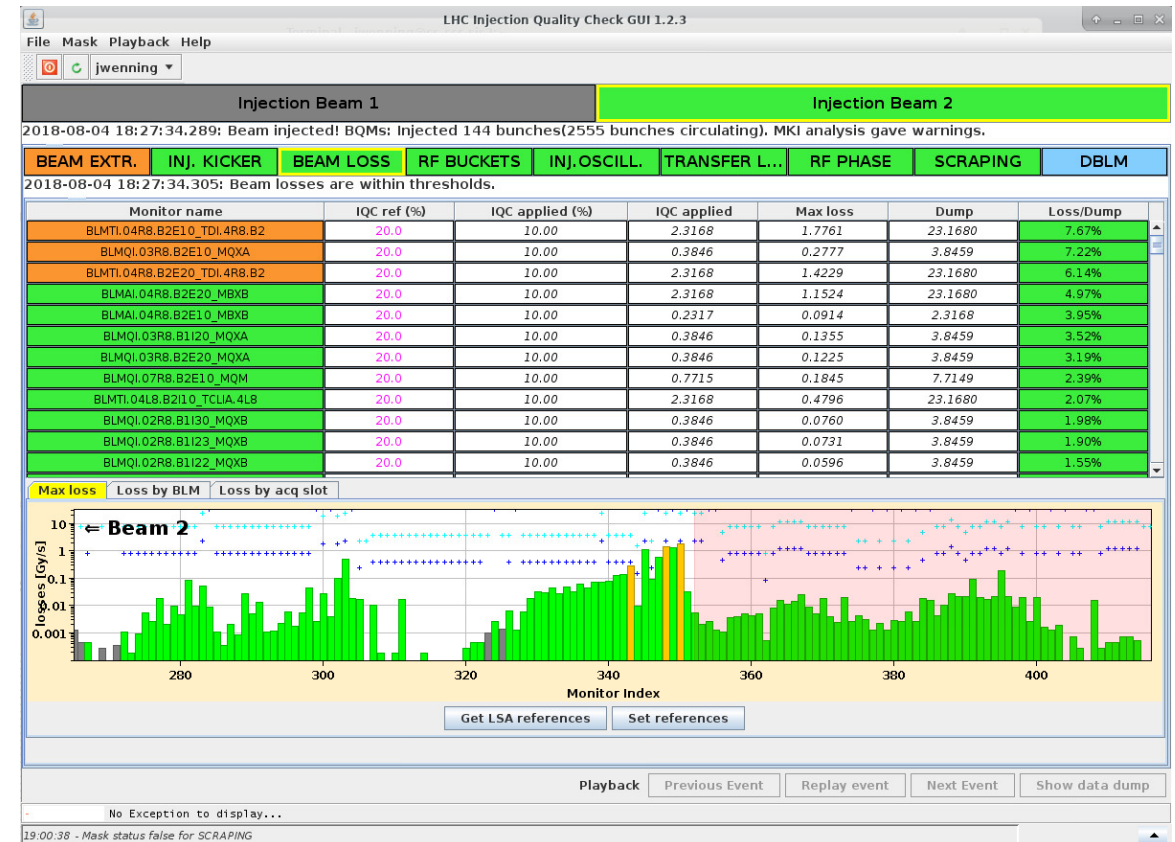 LHC Injection Quality Check GUI 1.2.3
File Mask Playback Help
jwenning
Injection Beam 1 Injection Beam 2
2018-08-04 18:27:34.289: Beam injected! BQMs: Injected 144 bunches(2555 bunches circulating). MKI analysis gave warnings.
BEAM EXTR. INJ. KICKER BEAM LOSS RF BUCKETS INJ.OSCILL. TRANSFER L... RF PHASE SCRAPING DBLM
2018-08-04 18:27:34.305: Beam losses are within thresholds.
Monitor name IQC ref (%) IQC applied (%) IQC applied Max loss Dump Loss/Dump
BLMTI.04R8.B2E10_TDI.4R8.B2 20.0 10.00 2.3168 1.7761 23.1680 7.67%
BLMQI.03R8.B2E10_MQXA 20.0 10.00 0.3846 0.2777 3.8459 7.22%
BLMTI.04R8.B2E20_TDI.4R8.B2 20.0 10.00 2.3168 1.4229 23.1680 6.14%
BLMAI.04R8.B2E20_MBXB 20.0 10.00 2.3168 1.1524 23.1680 4.97%
BLMAI.04R8.B2E10_MBXB 20.0 10.00 0.2317 0.0914 2.3168 3.95%
BLMQI.03R8.B1I20_MQXA 20.0 10.00 0.3846 0.1355 3.8459 3.52%
BLMQI.03R8.B2E20_MQXA 20.0 10.00 0.3846 0.1225 3.8459 3.19%
BLMQI.07R8.B2E10_MQM 20.0 10.00 0.7715 0.1845 7.7149 2.39%
BLMTI.04L8.B2I10_TCLIA.4L8 20.0 10.00 2.3168 0.4796 23.1680 2.07%
BLMQI.02R8.B1I30_MQXB 20.0 10.00 0.3846 0.0760 3.8459 1.98%
BLMQI.02R8.B1I23_MQXB 20.0 10.00 0.3846 0.0731 3.8459 1.90%
BLMQI.02R8.B1I22_MQXB 20.0 10.00 0.3846 0.0596 3.8459 1.55%
Max loss Loss by BLM Loss by acq slot
⇐ Beam 2
losses [Gy/s]
10
1
0.1
0.01
0.001
280 300 320 340 360 380 400
Monitor Index
Get LSA references Set references
Playback Previous Event Replay event Next Event Show data dump
- No Exception to display...
19:00:38 - Mask status false for SCRAPING